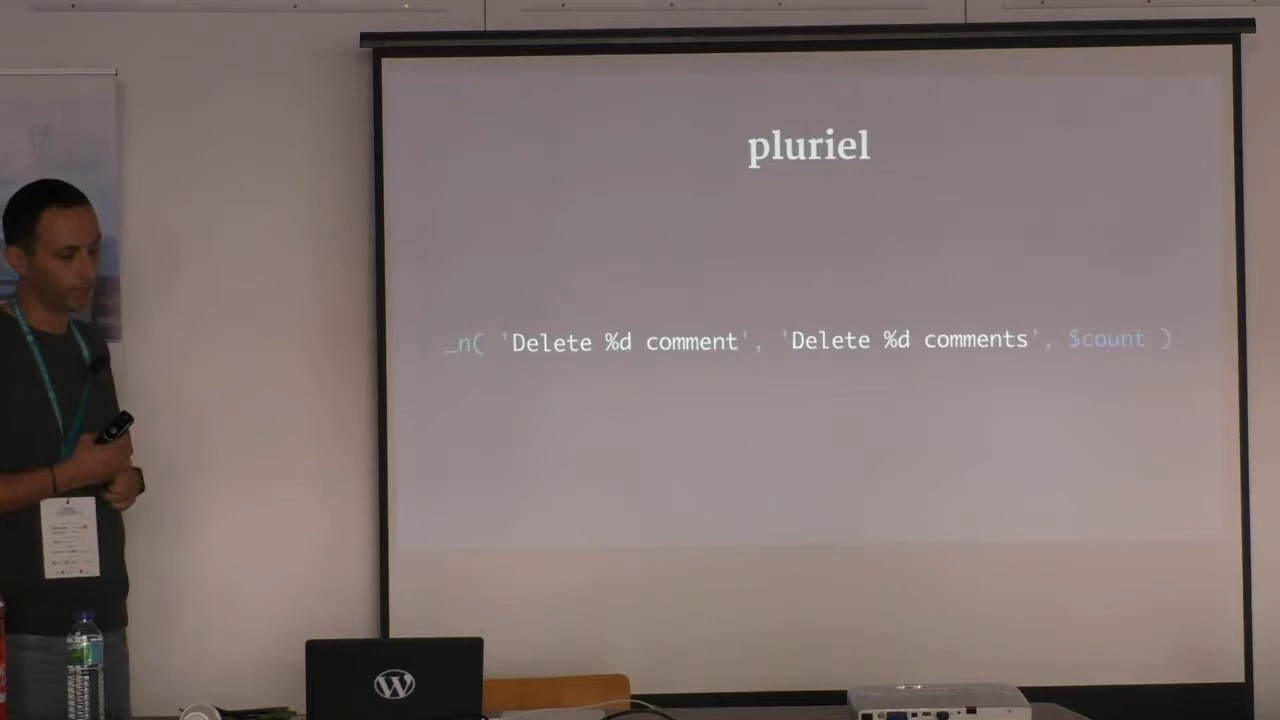 pluriel
_n( 'Delete %d comment', 'Delete %d comments', $count )